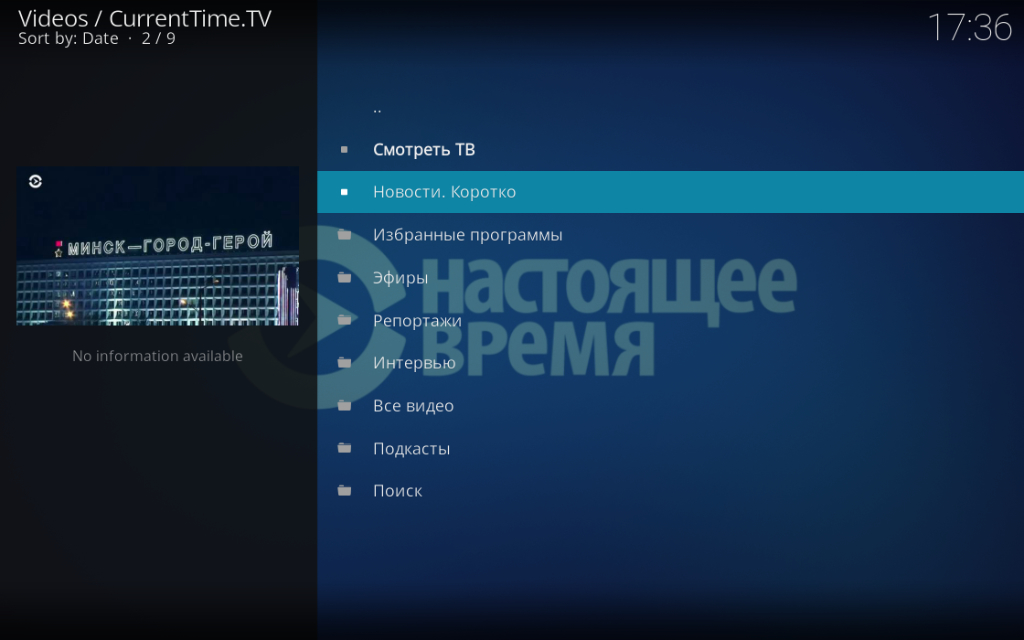 Videos / CurrentTime.TV
Sort by: Date · 2 / 9
17:36
..
Смотреть ТВ
Новости. Коротко
Избранные программы
Эфиры
Репортажи
Интервью
Все видео
Подкасты
Поиск
настоящее
время
МИНСК—ГОРОД-ГЕРОЙ
No information available